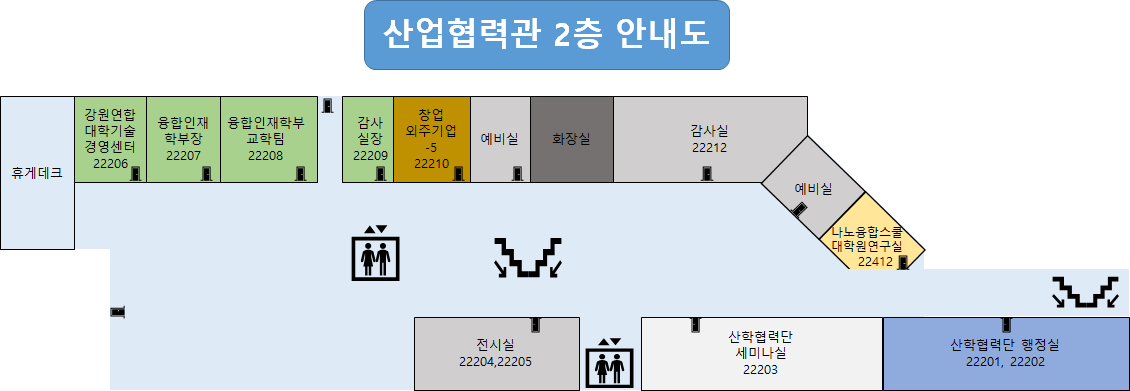 산업협력관 2층 안내도
휴게데크
강원연합
대학기술
경영센터
22206
융합인재
학부장
22207
융합인재학부
교학팀
22208
감사
실장
22209
창업
외주기업
-5
22210
예비실
화장실
감사실
22212
예비실
나노융합스쿨
대학원연구실
22412
전시실
22204,22205
산학협력단
세미나실
22203
산학협력단 행정실
22201, 22202